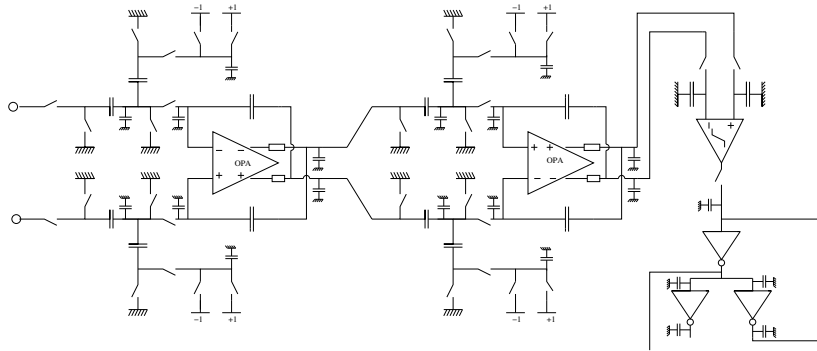 −1 +1 −1 +1
− − + +
OPA OPA
+ + − −
− +
−1 +1 −1 +1